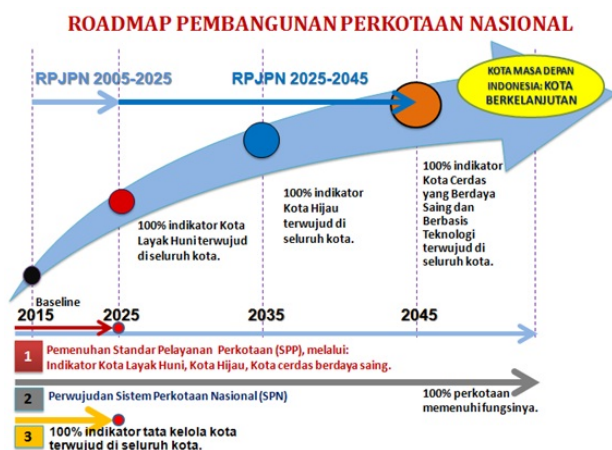 ROADMAP PEMBANGUNAN PERKOTAAN NASIONAL
RPJPN 2005-2025
RPJPN 2025-2045
KOTA MASA DEPAN
INDONESIA: KOTA
BERKELANJUTAN
100% indikator Kota
Layak Huni terwujud
di seluruh kota.
100% indikator
Kota Hijau
terwujud di
seluruh kota.
100% indikator
Kota Cerdas
yang Berdaya
Saing dan
Berbasis
Teknologi
terwujud di
seluruh kota.
Baseline
2015
2025
2035
2045
1
Pemenuhan Standar Pelayanan Perkotaan (SPP), melalui:
Indikator Kota Layak Huni, Kota Hijau, Kota cerdas berdaya saing.
2
Perwujudan Sistem Perkotaan Nasional (SPN)
100% perkotaan
memenuhi fungsinya.
3
100% indikator tata kelola kota
terwujud di seluruh kota.